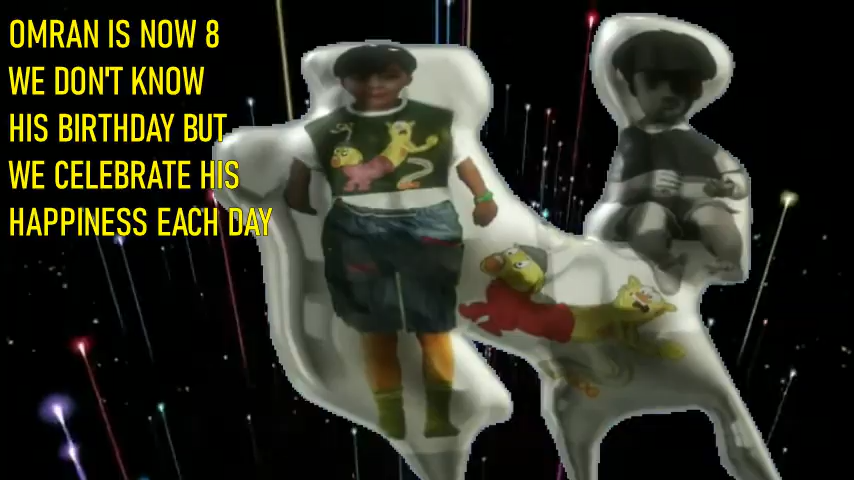 OMRAN IS NOW 8
WE DON'T KNOW
HIS BIRTHDAY BUT
WE CELEBRATE HIS
HAPPINESS EACH DAY